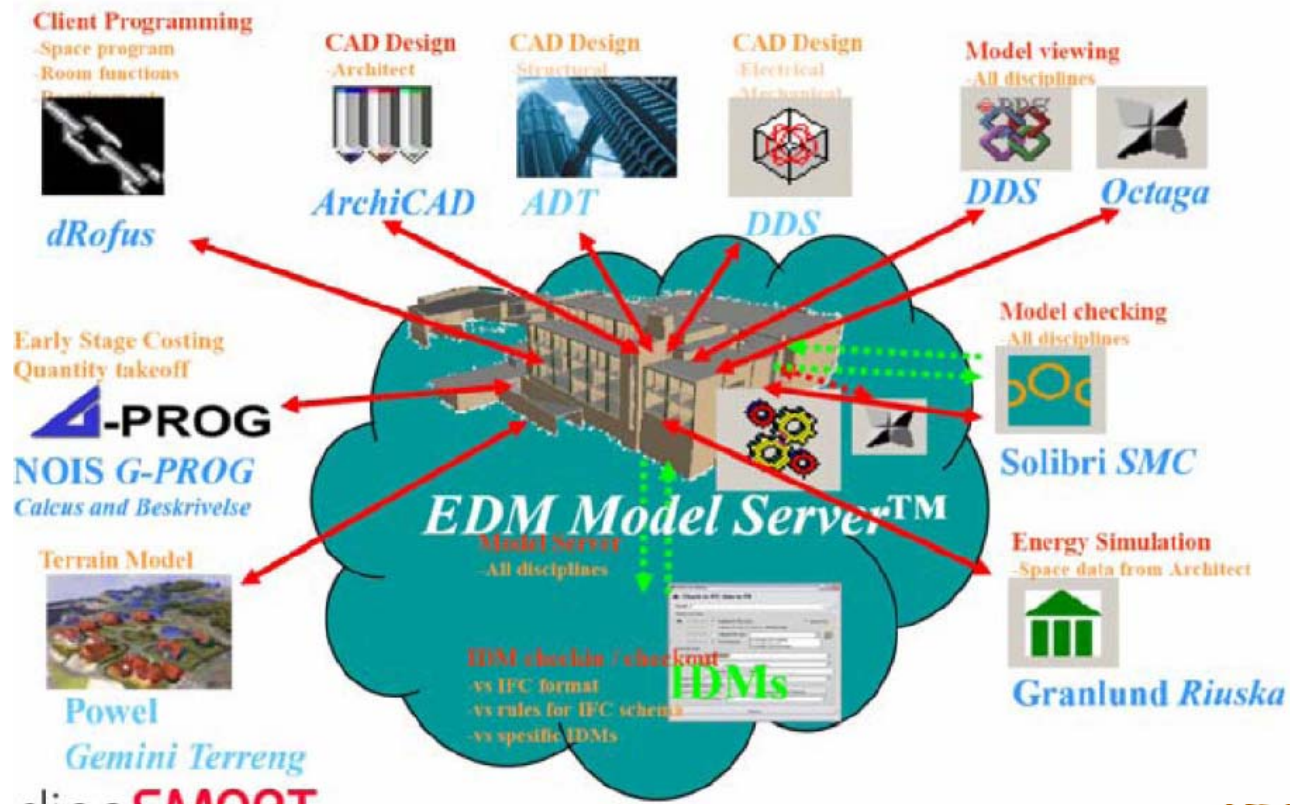 Client Programming
-Space program
-Room functions
-Requirements
dRofus
CAD Design
-Architect
ArchiCAD
CAD Design
-Structural
ADT
CAD Design
-Electrical
-Mechanical
DDS
Model viewing
-All disciplines
DDS
DDS
Octaga
Early Stage Costing
Quantity takeoff
-PROG
NOIS G-PROG
Calcus and Beskrivelse
Model checking
-All disciplines
Solibri SMC
EDM Model Server™
Model Server
-All disciplines
Terrain Model
Powel
Gemini Terreng
Energy Simulation
-Space data from Architect
Granlund Riuska
IDM checkin / checkout
-vs IFC format
-vs rules for IFC schema
-vs spesific IDMs
IDMs